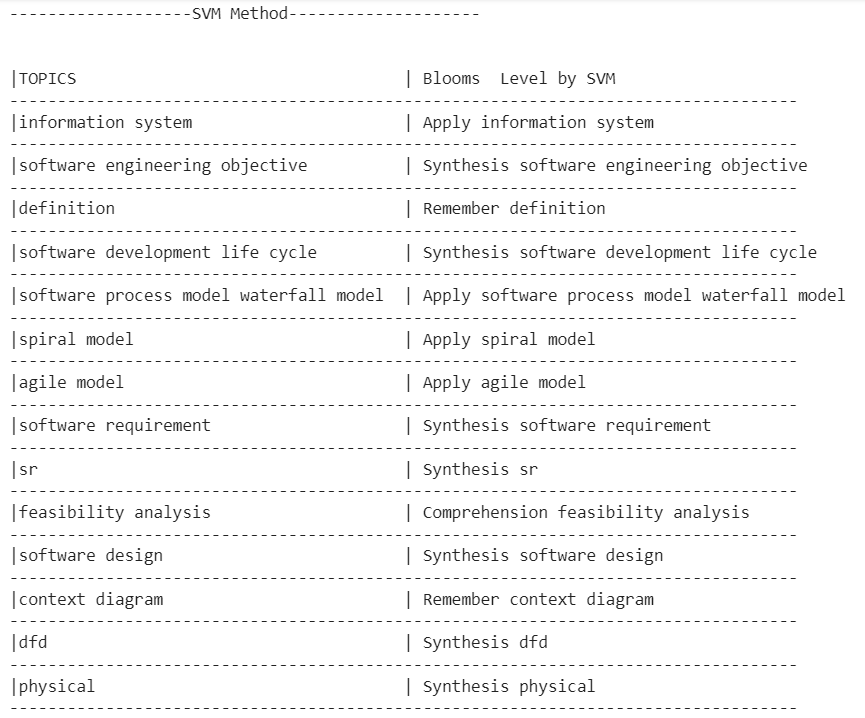 -------------------SVM Method--------------------
|TOPICS | Blooms  Level by SVM
----------------------------------------------------------------------------------
|information system | Apply information system
----------------------------------------------------------------------------------
|software engineering objective | Synthesis software engineering objective
----------------------------------------------------------------------------------
|definition | Remember definition
----------------------------------------------------------------------------------
|software development life cycle | Synthesis software development life cycle
----------------------------------------------------------------------------------
|software process model waterfall model | Apply software process model waterfall model
----------------------------------------------------------------------------------
|spiral model | Apply spiral model
----------------------------------------------------------------------------------
|agile model | Apply agile model
----------------------------------------------------------------------------------
|software requirement | Synthesis software requirement
----------------------------------------------------------------------------------
|sr | Synthesis sr
----------------------------------------------------------------------------------
|feasibility analysis | Comprehension feasibility analysis
----------------------------------------------------------------------------------
|software design | Synthesis software design
----------------------------------------------------------------------------------
|context diagram | Remember context diagram
----------------------------------------------------------------------------------
|dfd | Synthesis dfd
----------------------------------------------------------------------------------
|physical | Synthesis physical
----------------------------------------------------------------------------------